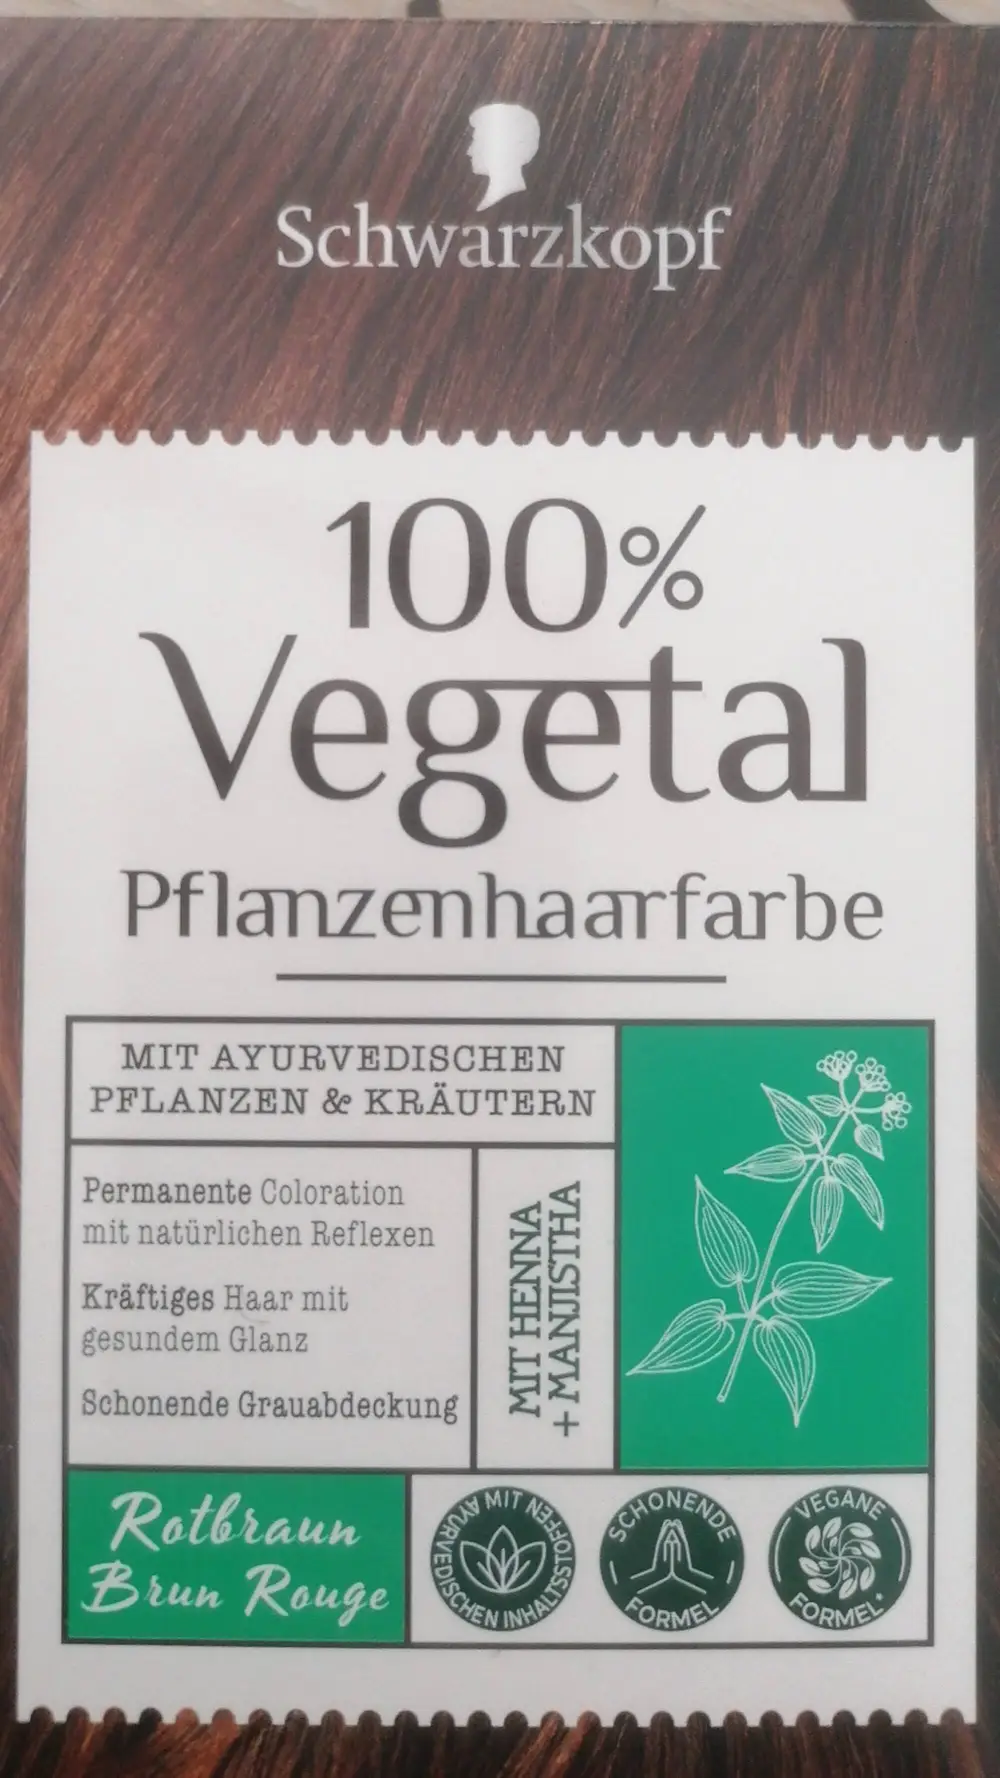 Schwarzkopf
100%
Vegetal
Pflanzenhaarfarbe
MIT AYURVEDISCHEN
PFLANZEN & KRÄUTERN
Permanente Coloration
mit natürlichen Reflexen
Kräftiges Haar mit
gesundem Glanz
Schonende Grauabdeckung
MIT HENNA
+ MANJISTHA
Rotbraun
Brun Rouge
MIT AYURVEDISCHEN INHALTSSTOFFEN
SCHONENDE
FORMEL
VEGANE
FORMEL*